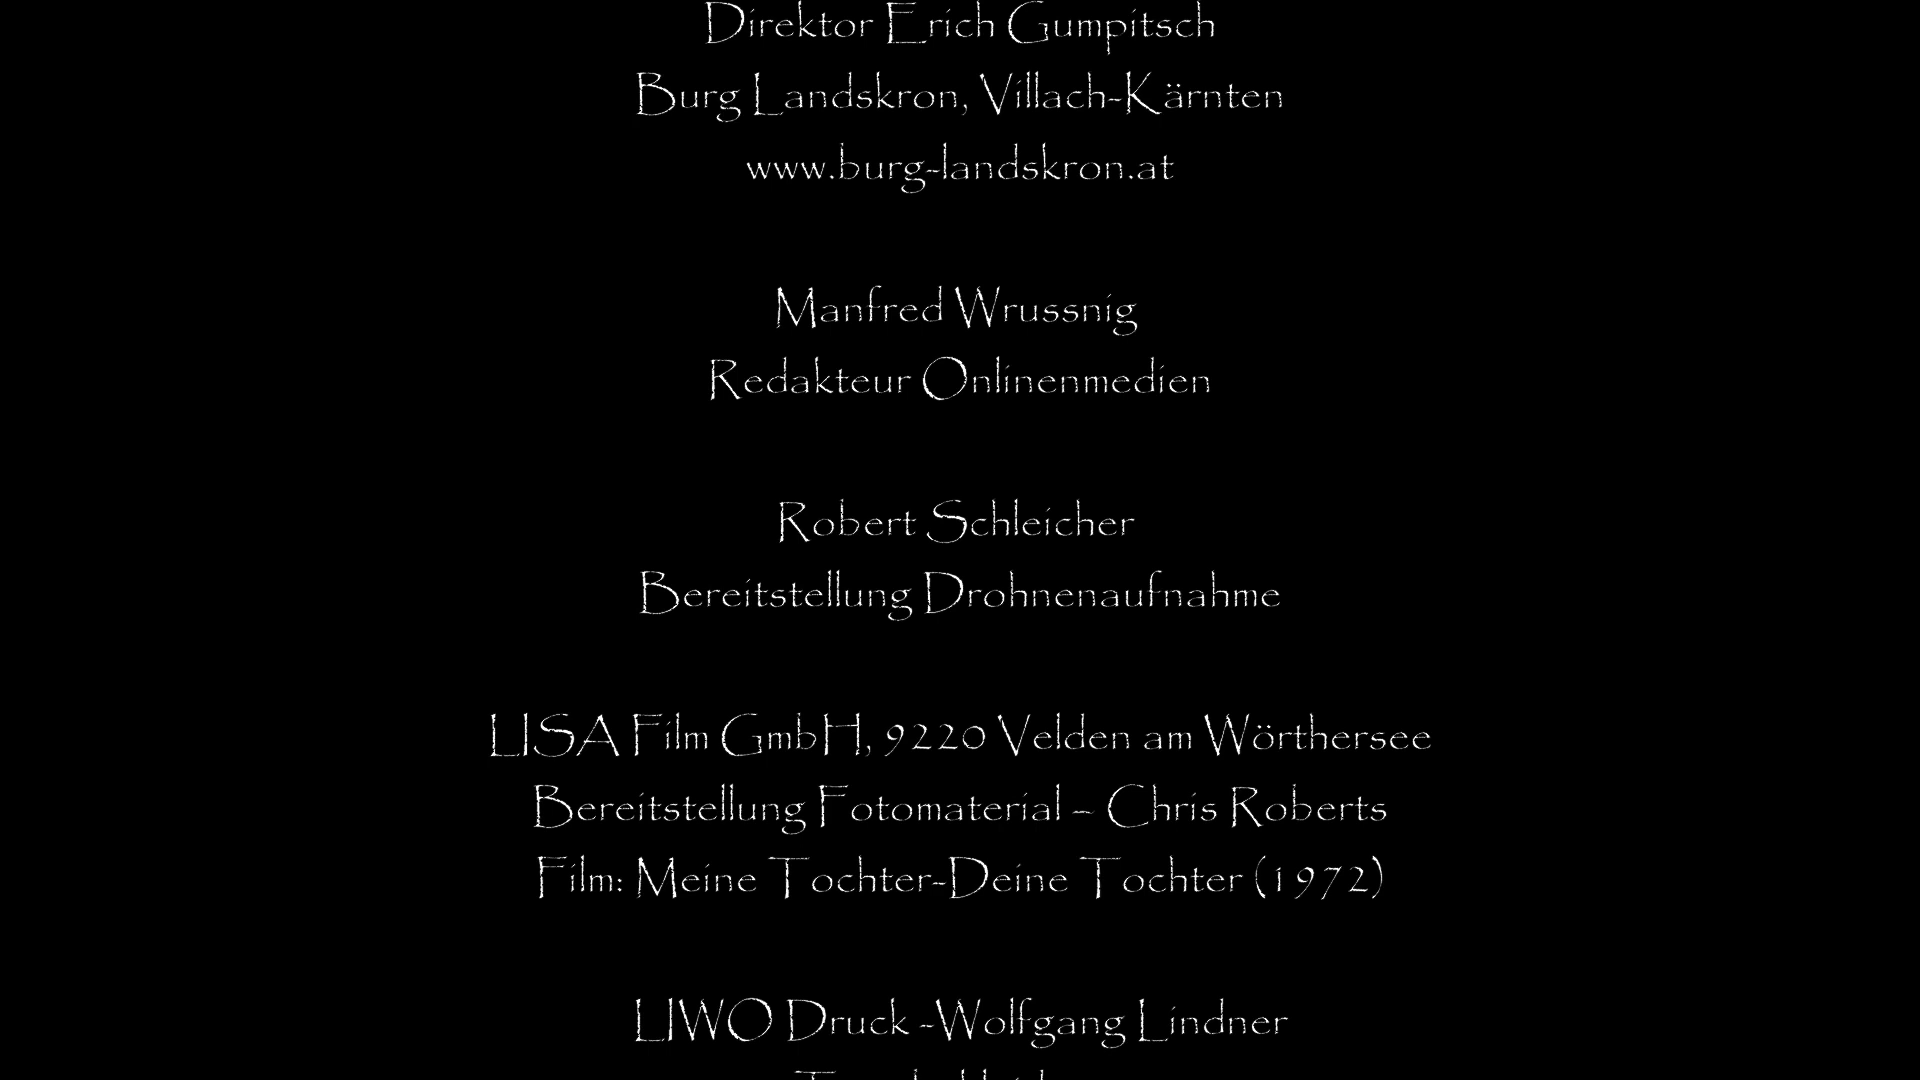 Direktor Erich Gumpitsch
Burg Landskron, Villach-Kärnten
www.burg-landskron.at
Manfred Wrussnig
Redakteur Onlinenmedien
Robert Schleicher
Bereitstellung Drohnenaufnahme
LISA Film GmbH, 9220 Velden am Wörthersee
Bereitstellung Fotomaterial – Chris Roberts
Film: Meine Tochter-Deine Tochter (1972)
LIWO Druck -Wolfgang Lindner